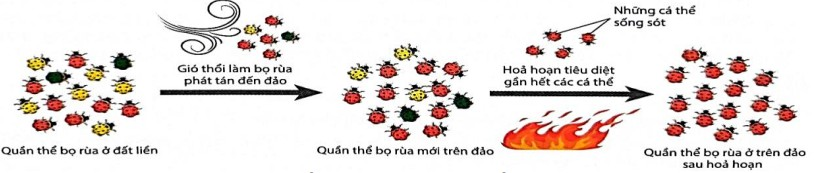 Những cá thể
sống sót
Gió thổi làm bọ rùa
phát tán đến đảo
Hoả hoạn tiêu diệt
gần hết các cá thể
Quần thể bọ rùa ở đất liền
Quần thể bọ rùa mới trên đảo
Quần thể bọ rùa ở trên đảo
sau hoả hoạn